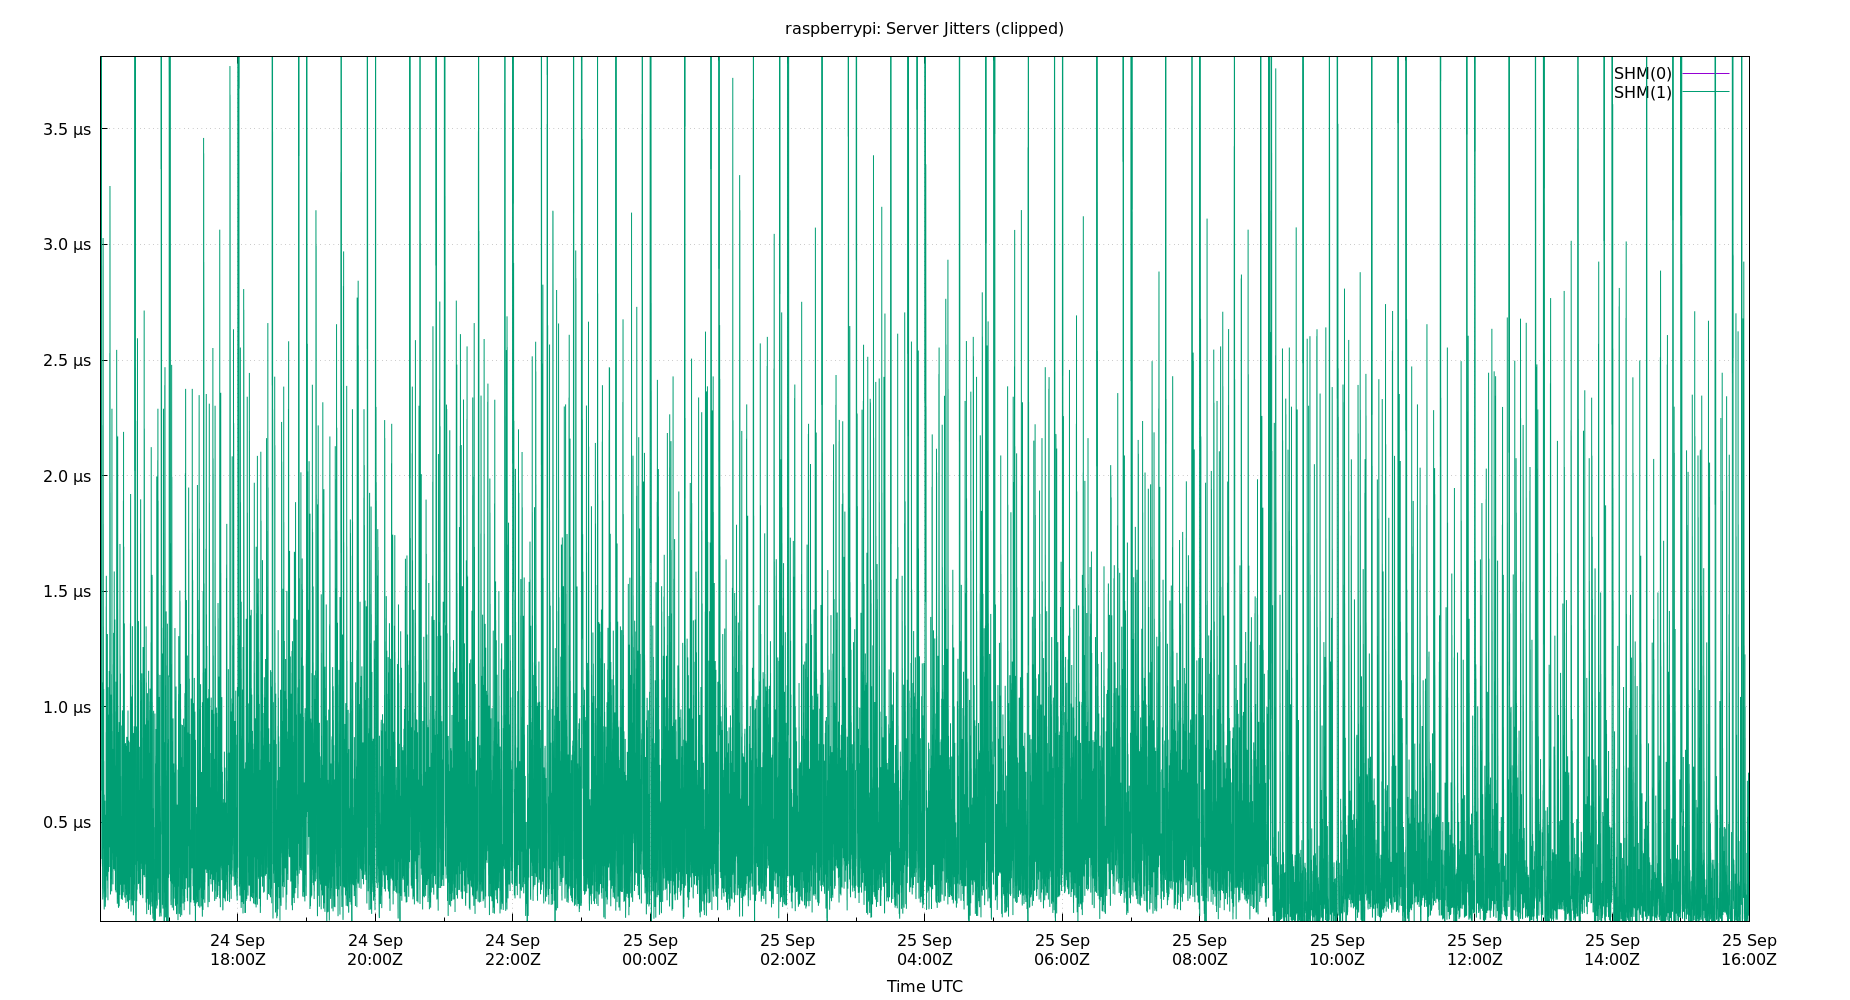 raspberrypi: Server Jitters (clipped)
SHM(0)
SHM(1)
3.5 µs
3.0 µs
2.5 µs
2.0 µs
1.5 µs
1.0 µs
0.5 µs
24 Sep 24 Sep 24 Sep 25 Sep 25 Sep 25 Sep 25 Sep 25 Sep 25 Sep 25 Sep 25 Sep 25 Sep
18:00Z 20:00Z 22:00Z 00:00Z 02:00Z 04:00Z 06:00Z 08:00Z 10:00Z 12:00Z 14:00Z 16:00Z
Time UTC